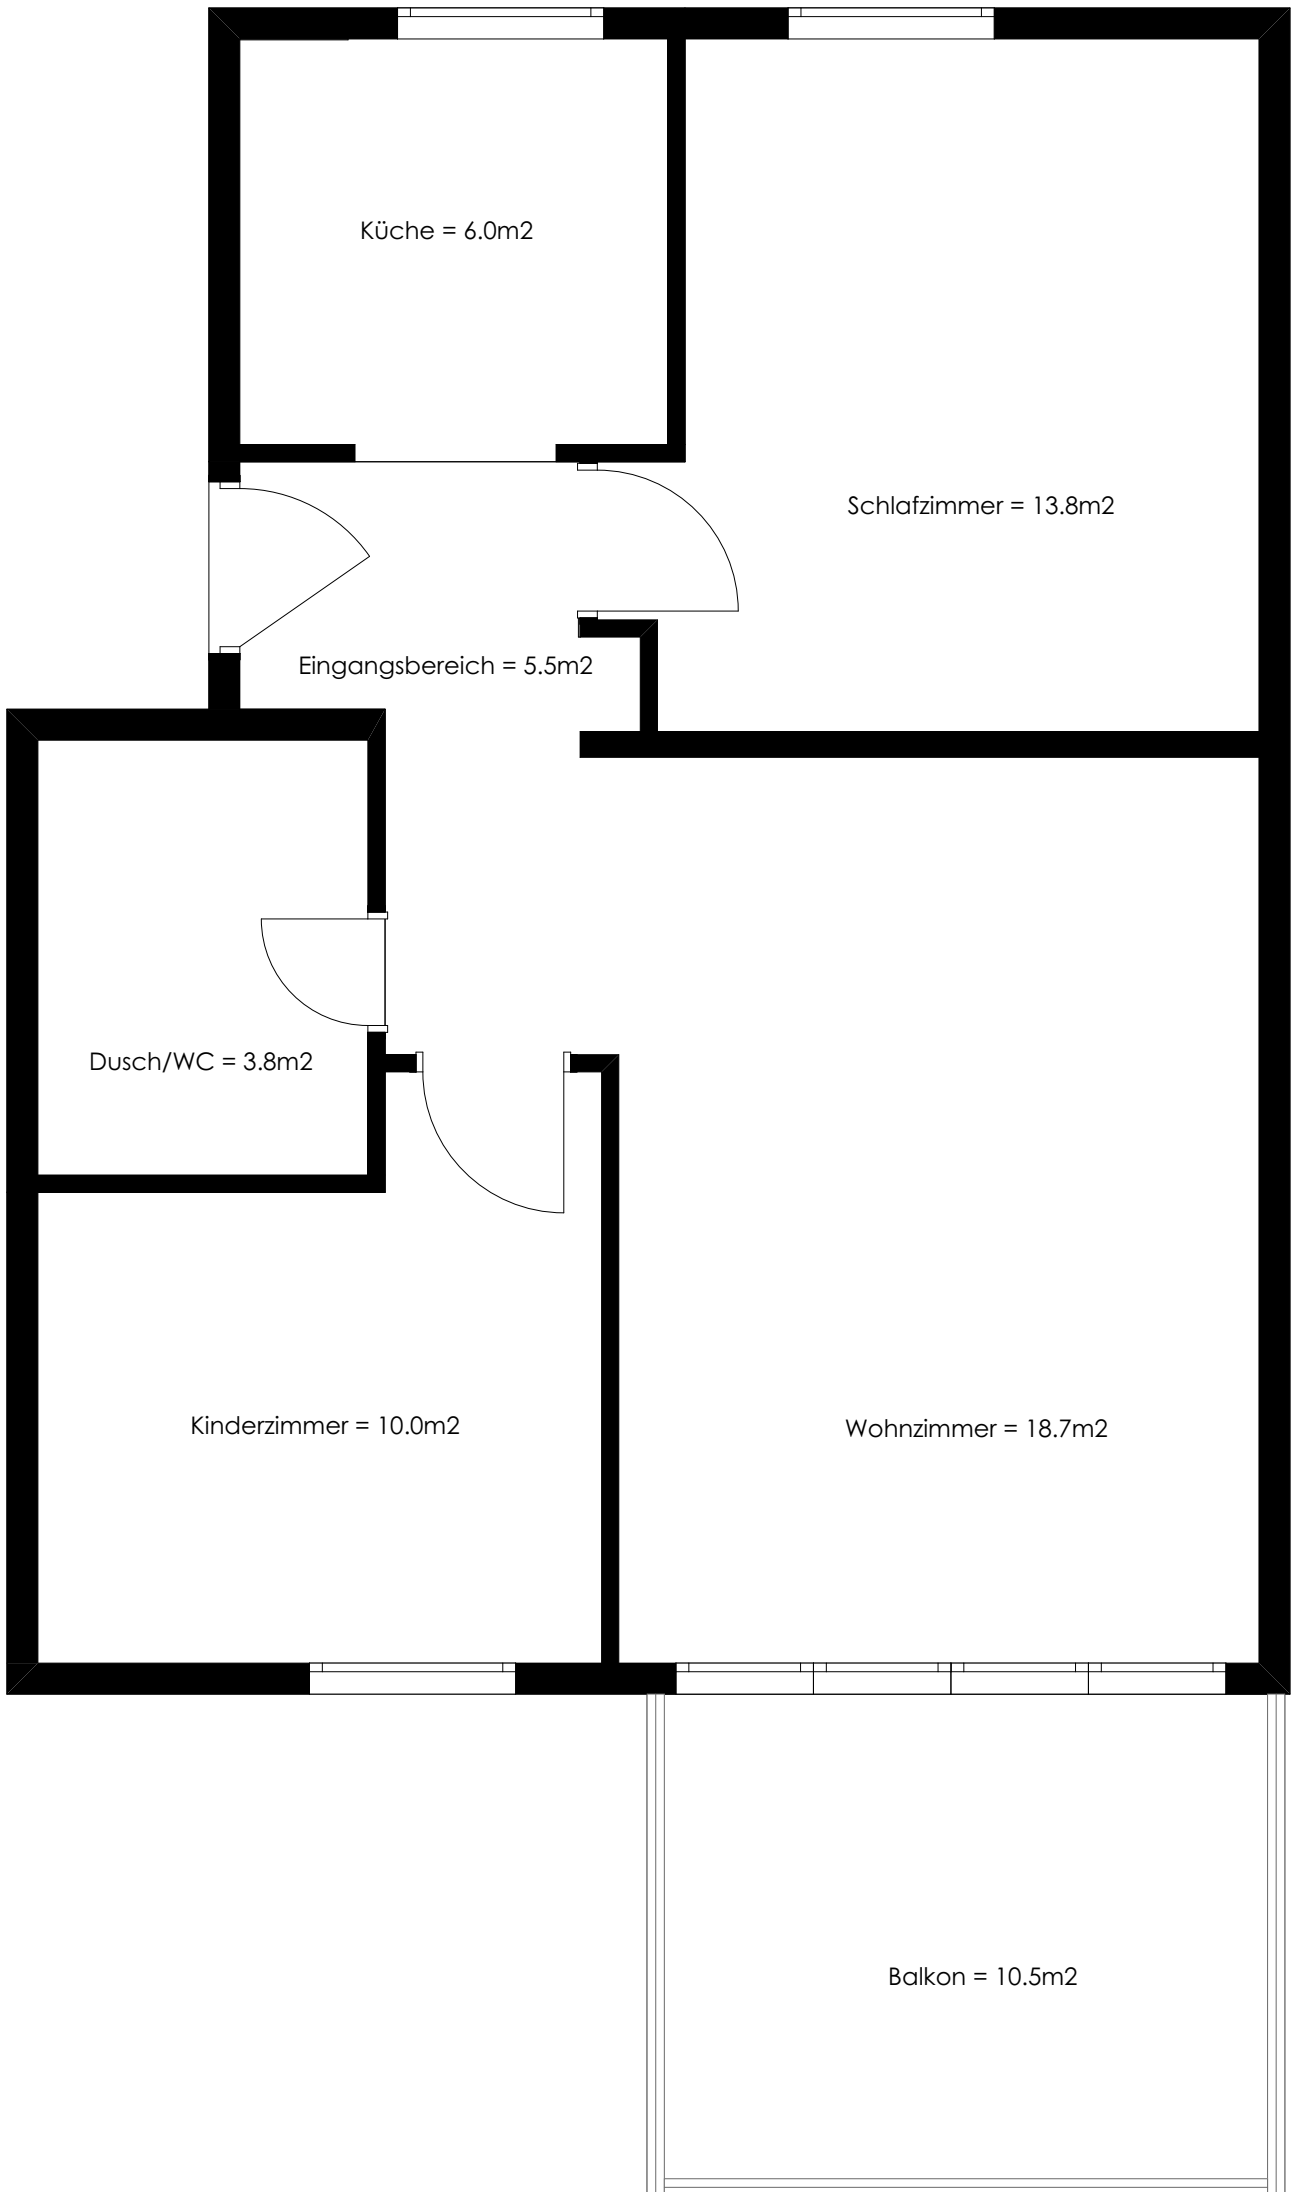 Küche = 6.0m2
Schlafzimmer = 13.8m2
Eingangsbereich = 5.5m2
Dusch/WC = 3.8m2
Kinderzimmer = 10.0m2
Wohnzimmer = 18.7m2
Balkon = 10.5m2